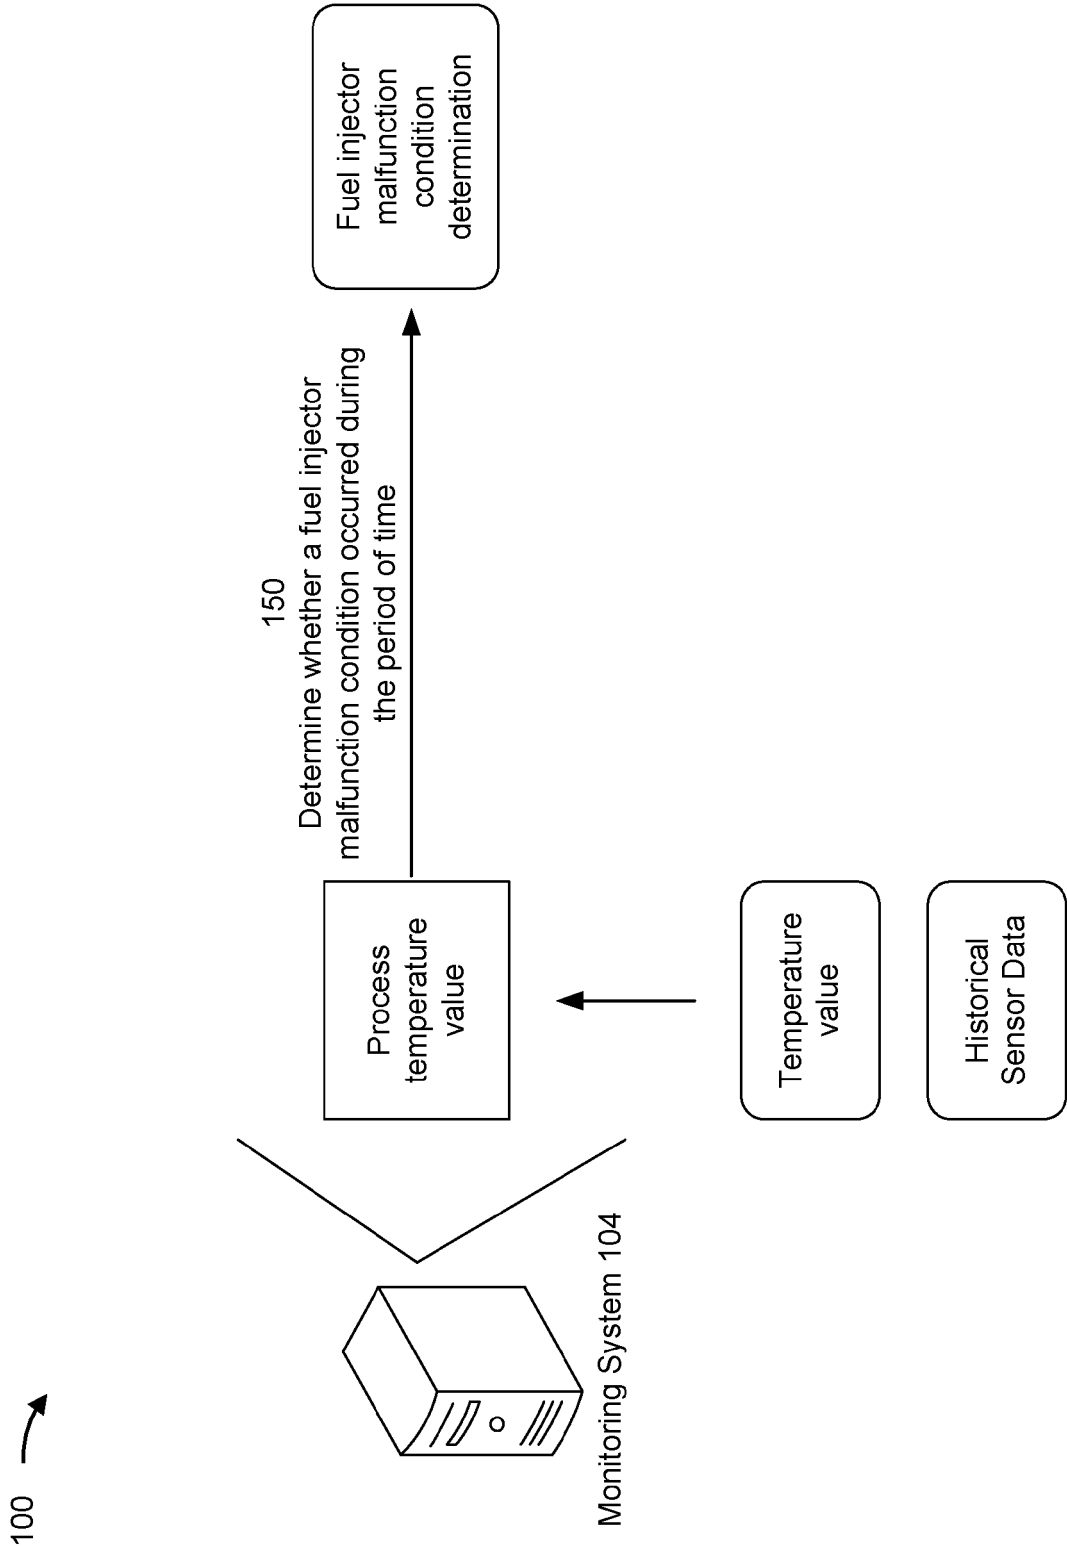 100
Monitoring System 104
Process
temperature
value
Temperature
value
Historical
Sensor Data
150
Determine whether a fuel injector
malfunction condition occurred during
the period of time
Fuel injector
malfunction
condition
determination